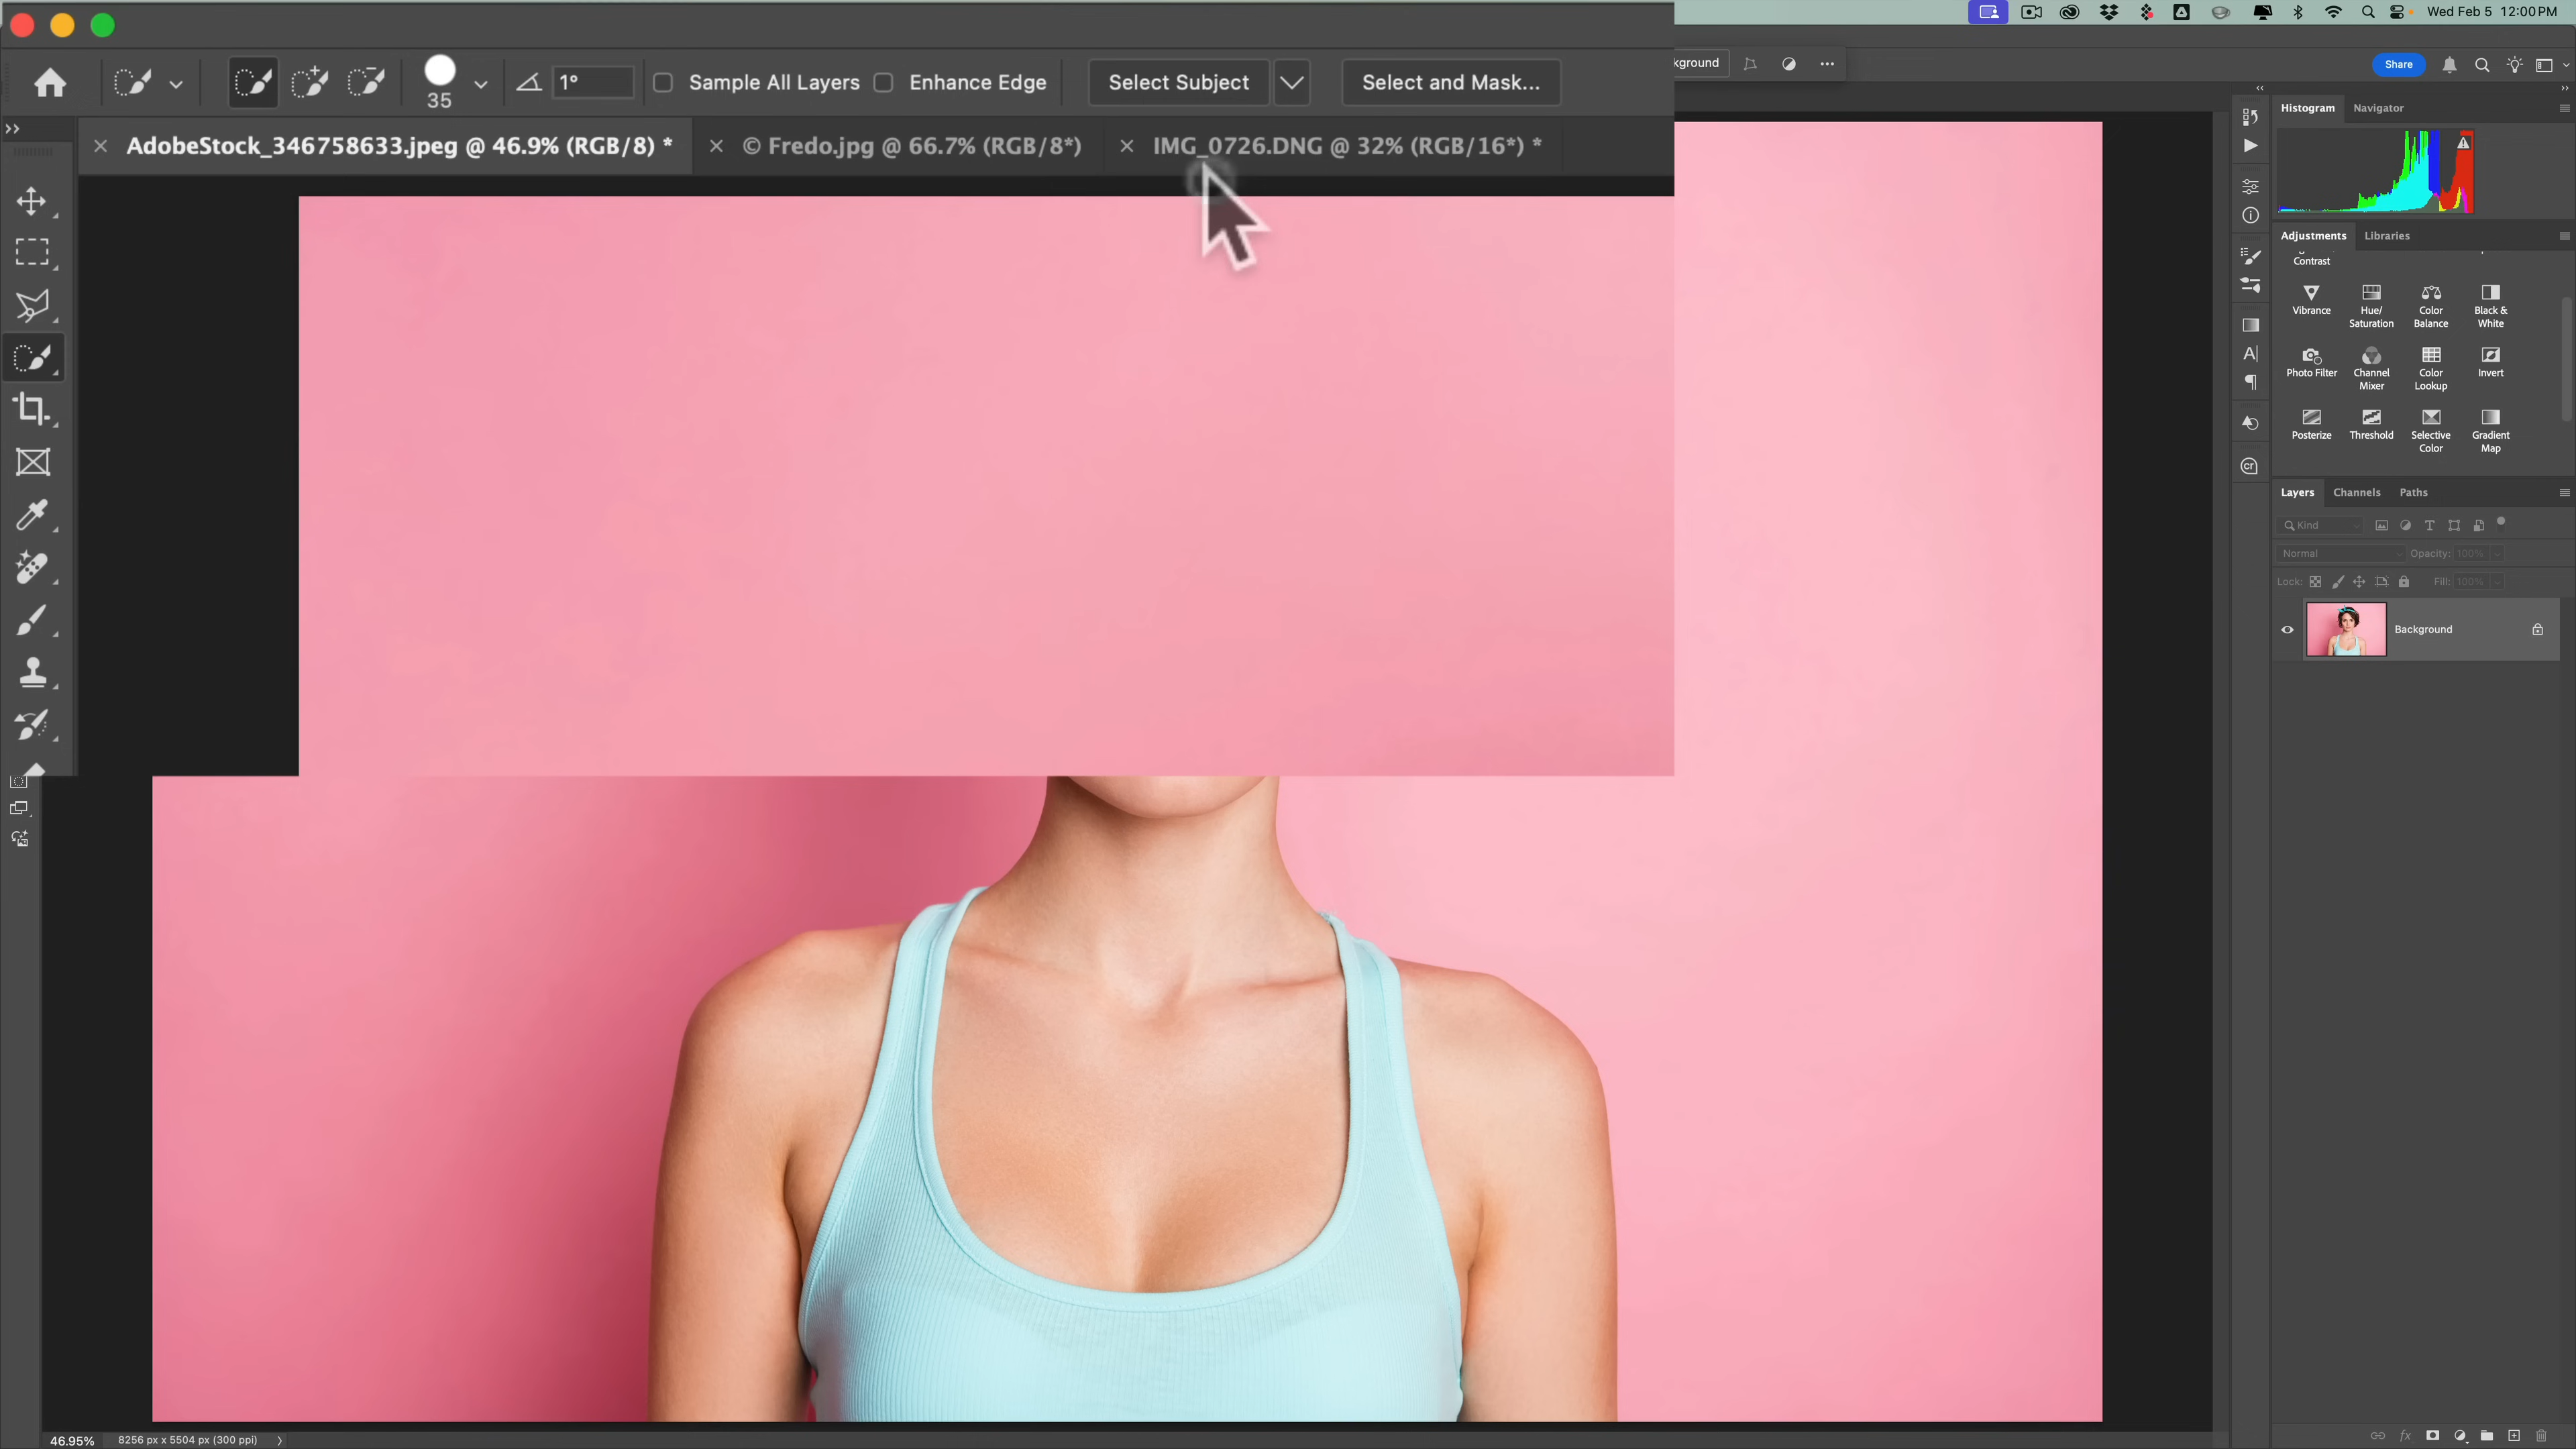 Wed Feb 5 12:00 PM
35
1°
Sample All Layers
Enhance Edge
Select Subject
Select and Mask...
kground
Share
AdobeStock_346758633.jpeg @ 46.9% (RGB/8) *
© Fredo.jpg @ 66.7% (RGB/8*)
IMG_0726.DNG @ 32% (RGB/16*) *
Histogram
Navigator
Adjustments
Libraries
Contrast
Vibrance
Hue/
Saturation
Color
Balance
Black &
White
Photo Filter
Channel
Mixer
Color
Lookup
Invert
Posterize
Threshold
Selective
Color
Gradient
Map
Layers
Channels
Paths
Kind
Normal
Opacity: 100%
Lock:
Fill: 100%
Background
46.95%
8256 px x 5504 px (300 ppi)